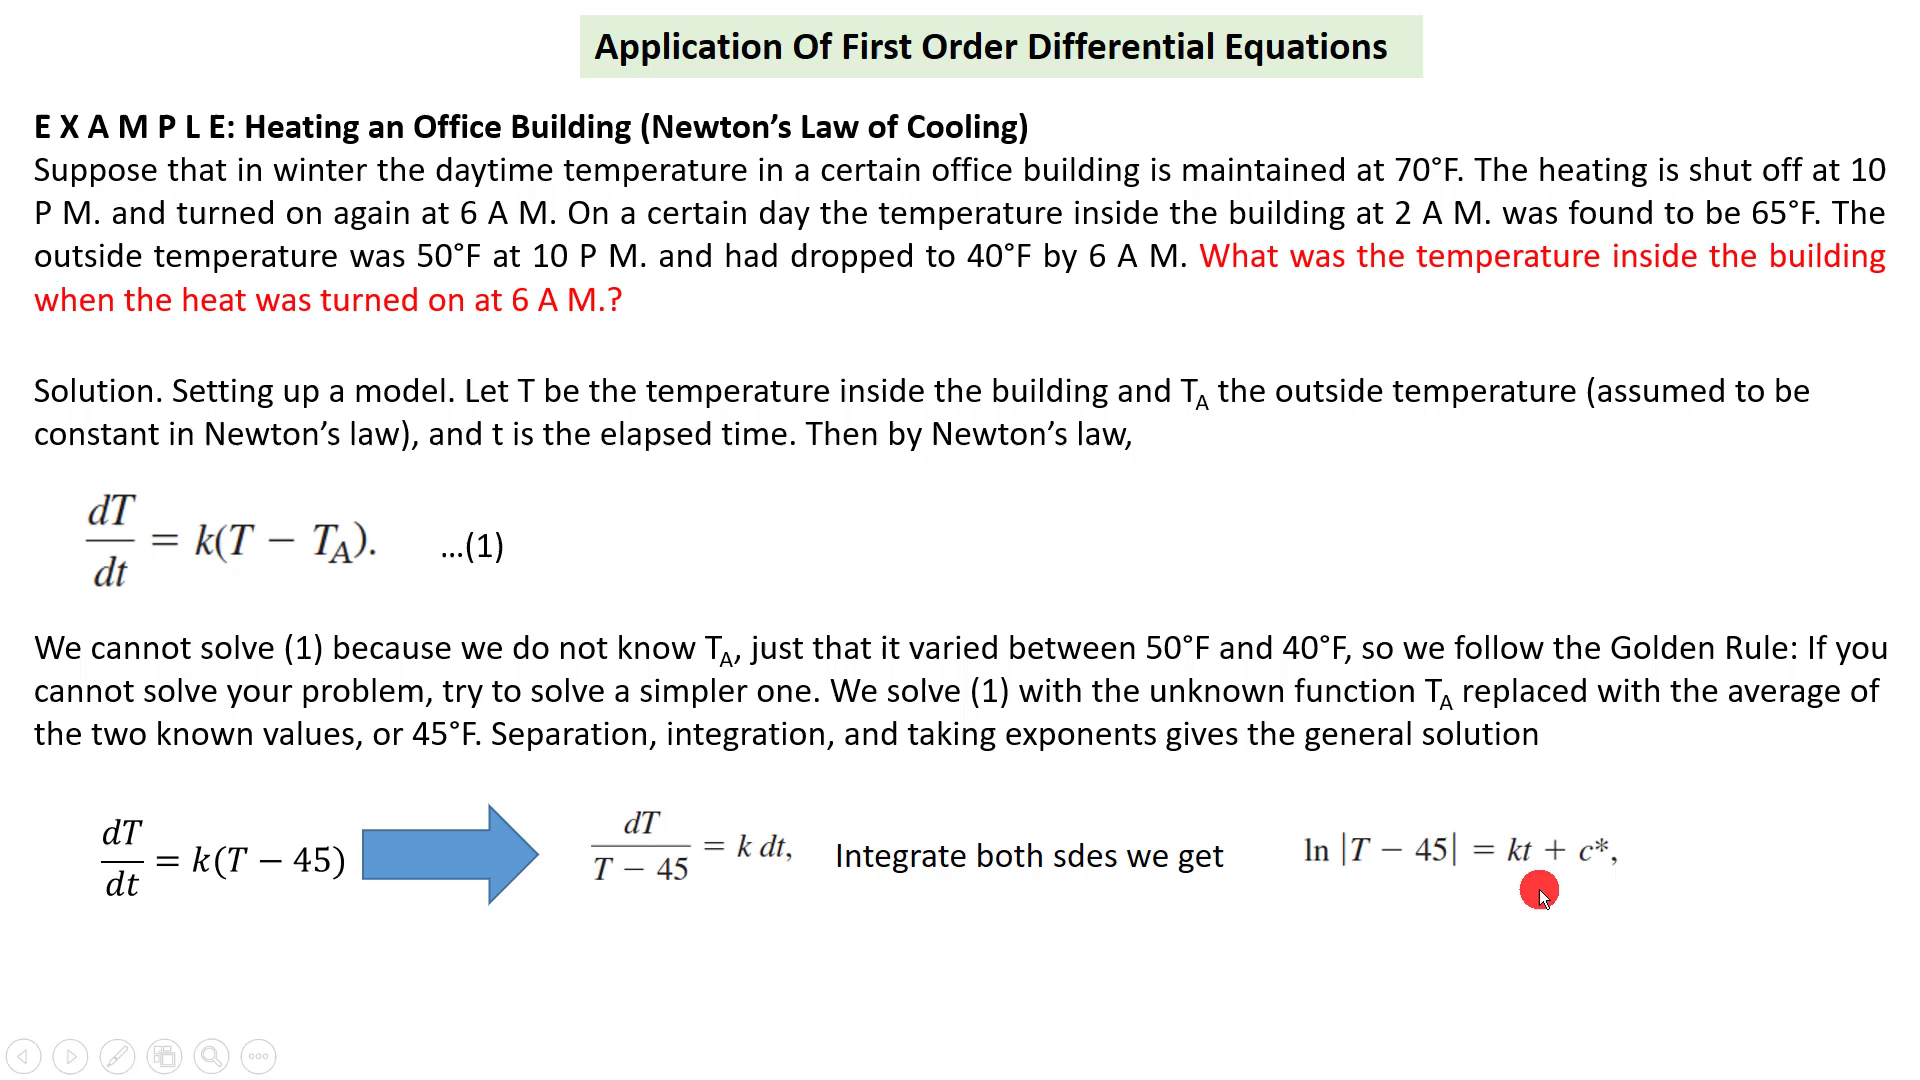 Application Of First Order Differential Equations
E X A M P L E: Heating an Office Building (Newton’s Law of Cooling)
Suppose that in winter the daytime temperature in a certain office building is maintained at 70°F. The heating is shut off at 10
P M. and turned on again at 6 A M. On a certain day the temperature inside the building at 2 A M. was found to be 65°F. The
outside temperature was 50°F at 10 P M. and had dropped to 40°F by 6 A M. What was the temperature inside the building
when the heat was turned on at 6 A M.?
Solution. Setting up a model. Let T be the temperature inside the building and T_A the outside temperature (assumed to be
constant in Newton’s law), and t is the elapsed time. Then by Newton’s law,
dT/dt = k(T − T_A). ...(1)
We cannot solve (1) because we do not know T_A, just that it varied between 50°F and 40°F, so we follow the Golden Rule: If you
cannot solve your problem, try to solve a simpler one. We solve (1) with the unknown function T_A replaced with the average of
the two known values, or 45°F. Separation, integration, and taking exponents gives the general solution
dT/dt = k(T − 45) dT/(T − 45) = k dt, Integrate both sdes we get ln |T − 45| = kt + c*,